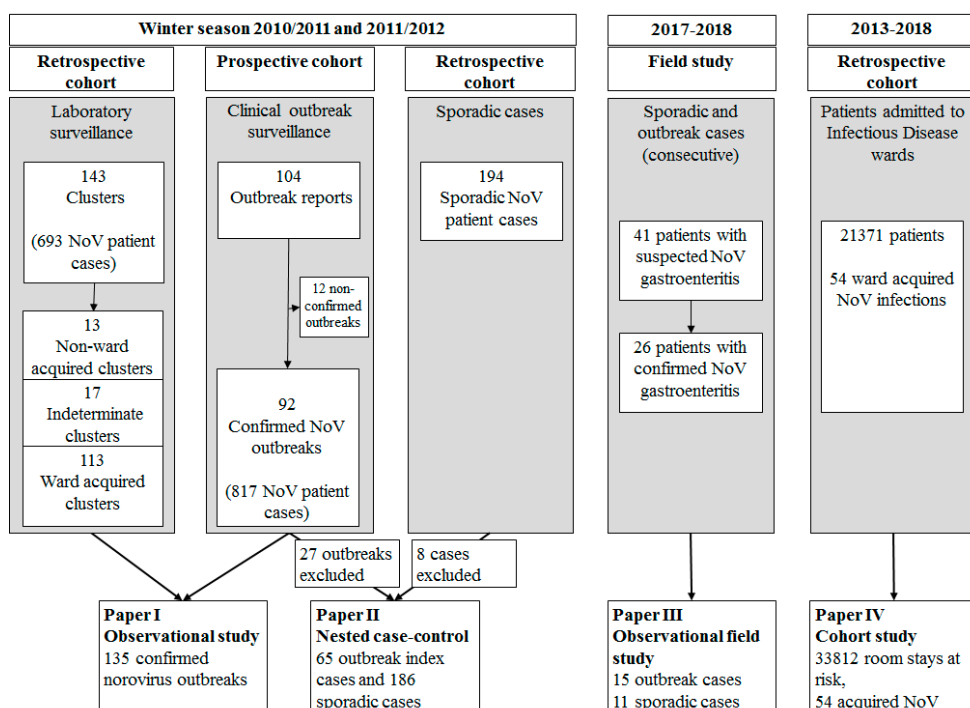 Winter season 2010/2011 and 2011/2012
2017-2018
2013-2018
Retrospective
cohort
Prospective cohort
Retrospective
cohort
Field study
Retrospective
cohort
Laboratory
surveillance
143
Clusters
(693 NoV patient
cases)
13
Non-ward
acquired clusters
17
Indeterminate
clusters
113
Ward acquired
clusters
Clinical outbreak
surveillance
104
Outbreak reports
12 non-
confirmed
outbreaks
92
Confirmed NoV
outbreaks
(817 NoV patient
cases)
Sporadic cases
194
Sporadic NoV
patient cases
Sporadic and
outbreak cases
(consecutive)
41 patients with
suspected NoV
gastroenteritis
26 patients with
confirmed NoV
gastroenteritis
Patients admitted to
Infectious Disease
wards
21371 patients
54 ward acquired
NoV infections
27 outbreaks
excluded
8 cases
excluded
Paper I
Observational study
135 confirmed
norovirus outbreaks
Paper II
Nested case-control
65 outbreak index
cases and 186
sporadic cases
Paper III
Observational field
study
15 outbreak cases
11 sporadic cases
Paper IV
Cohort study
33812 room stays at
risk,
54 acquired NoV